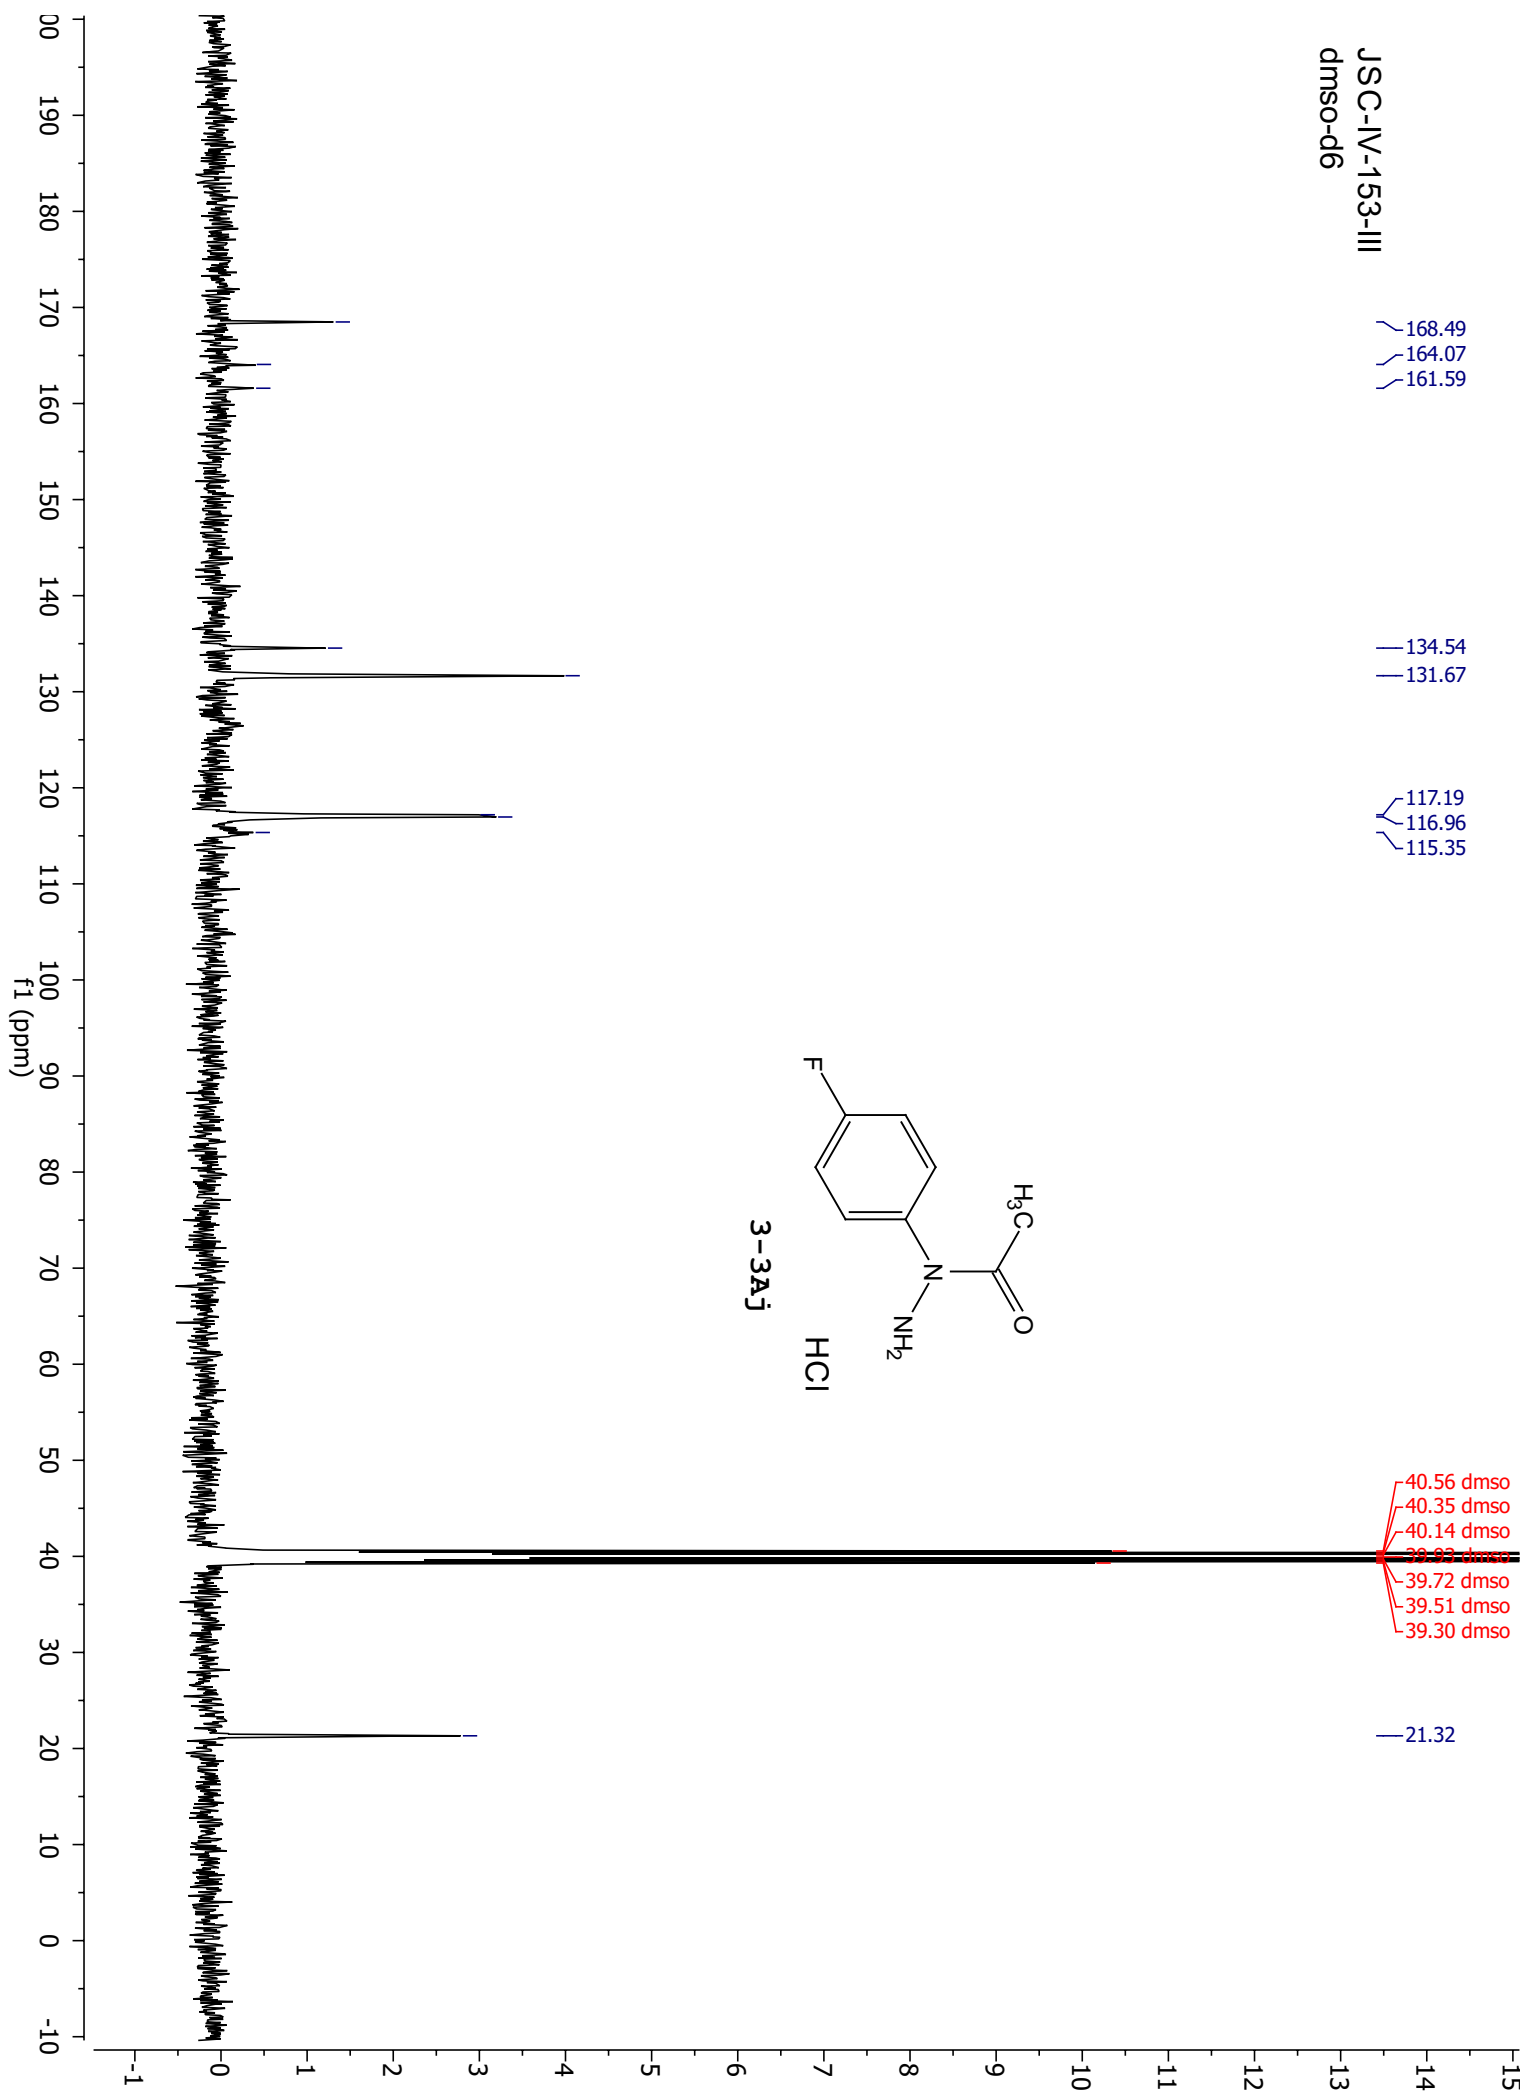 JSC-IV-153-III
dmso-d6
168.49
164.07
161.59
134.54
131.67
117.19
116.96
115.35
40.56 dmso
40.35 dmso
40.14 dmso
39.93 dmso
39.72 dmso
39.51 dmso
39.30 dmso
21.32
H3C
O
N
NH2
F
HCl
3-3Aj
15
14
13
12
11
10
9
8
7
6
5
4
3
2
1
0
-1
00 190 180 170 160 150 140 130 120 110 100 90 80 70 60 50 40 30 20 10 0 -10
f1 (ppm)